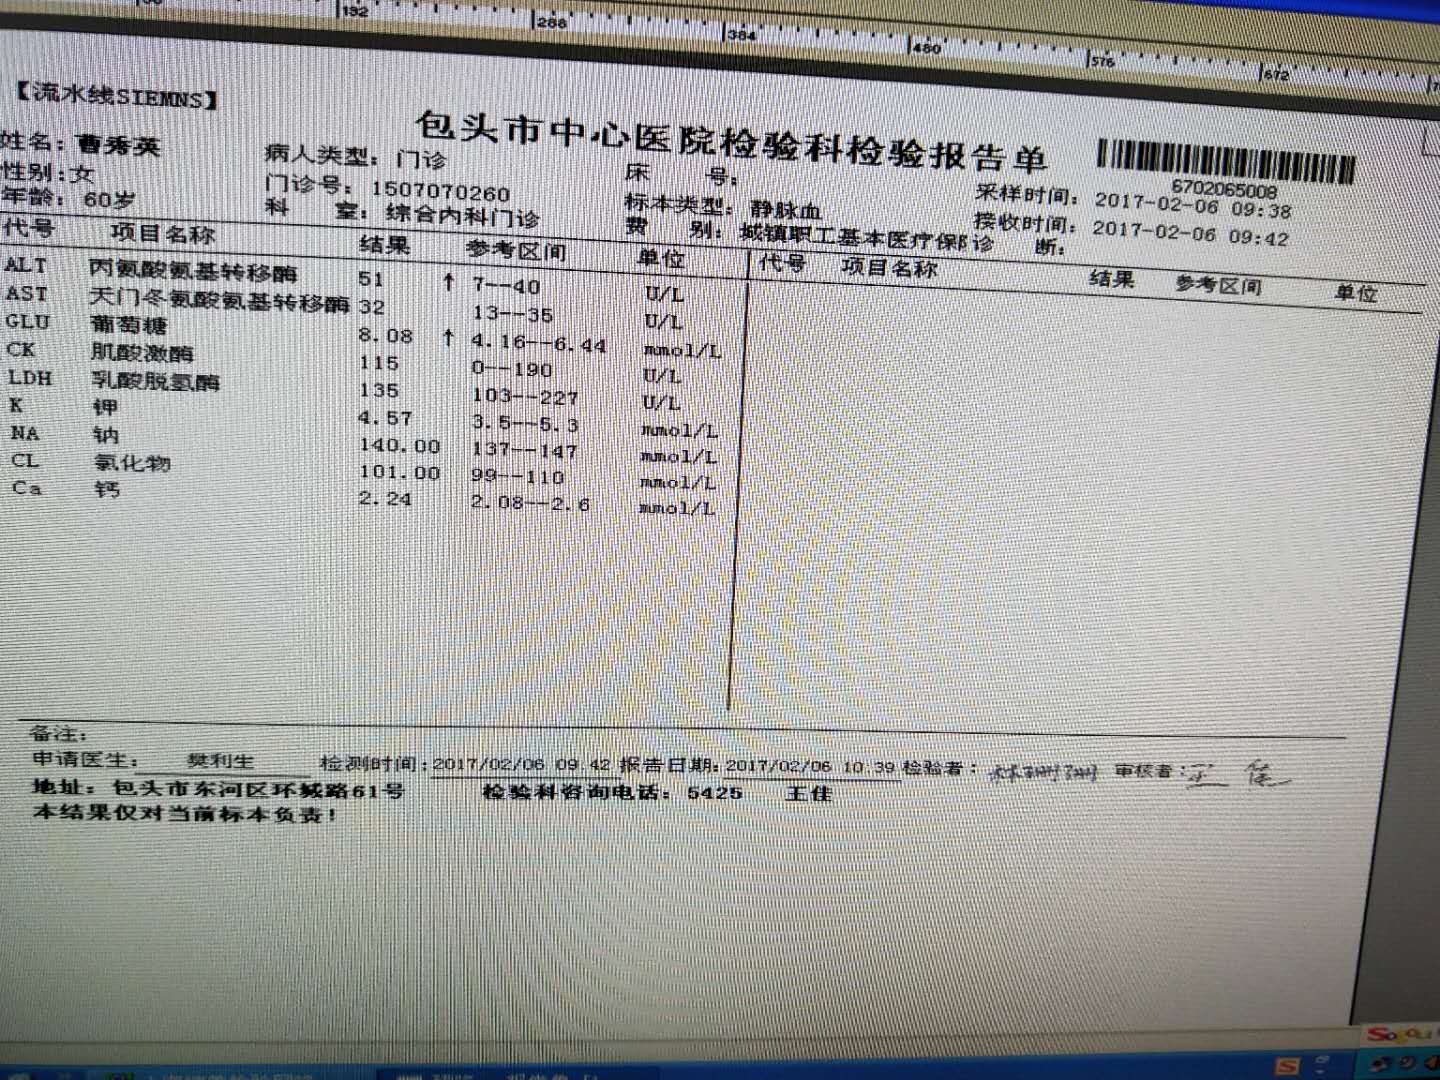 192 288 384 480 576 672
【流水线SIEMNS】
包头市中心医院检验科检验报告单
6702065008
姓名：曹秀英 病人类型：门诊 床 号： 采样时间：2017-02-06 09:38
性别：女 门诊号：1507070260 标本类型：静脉血 接收时间：2017-02-06 09:42
年龄：60岁 科 室：综合内科门诊 费 别：城镇职工基本医疗保 诊 断：
代号 项目名称 结果 参考区间 单位 代号 项目名称 结果 参考区间 单位
ALT 丙氨酸氨基转移酶 51 ↑ 7--40 U/L
AST 天门冬氨酸氨基转移酶 32 13--35 U/L
GLU 葡萄糖 8.08 ↑ 4.16--6.44 mmol/L
CK 肌酸激酶 115 0--190 U/L
LDH 乳酸脱氢酶 135 103--227 U/L
K 钾 4.57 3.5--5.3 mmol/L
NA 钠 140.00 137--147 mmol/L
CL 氯化物 101.00 99--110 mmol/L
Ca 钙 2.24 2.08--2.6 mmol/L
备注：
申请医生： 樊利生 检测时间：2017/02/06 09:42 报告日期：2017/02/06 10:39 检验者： 审核者：王佳
地址：包头市东河区环城路61号 检验科咨询电话：5425 王佳
本结果仅对当前标本负责！